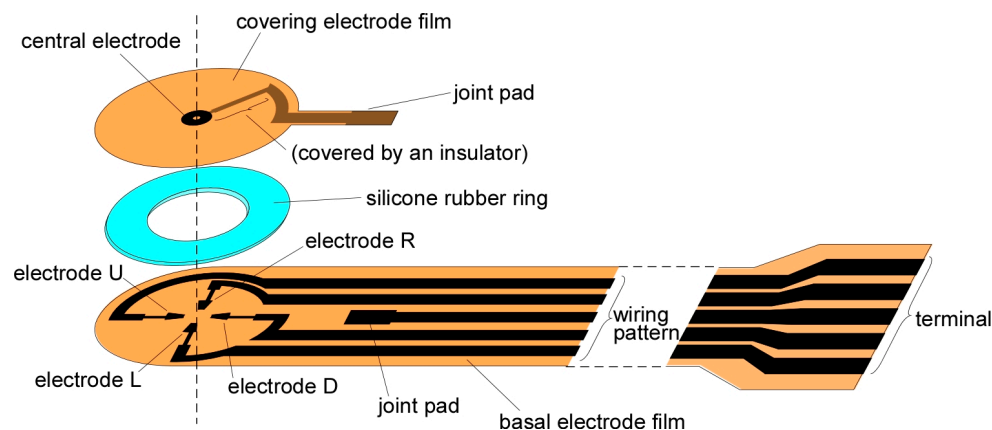 covering electrode film
central electrode
joint pad
(covered by an insulator)
silicone rubber ring
electrode R
electrode U
wiring
pattern
terminal
electrode L
electrode D
joint pad
basal electrode film